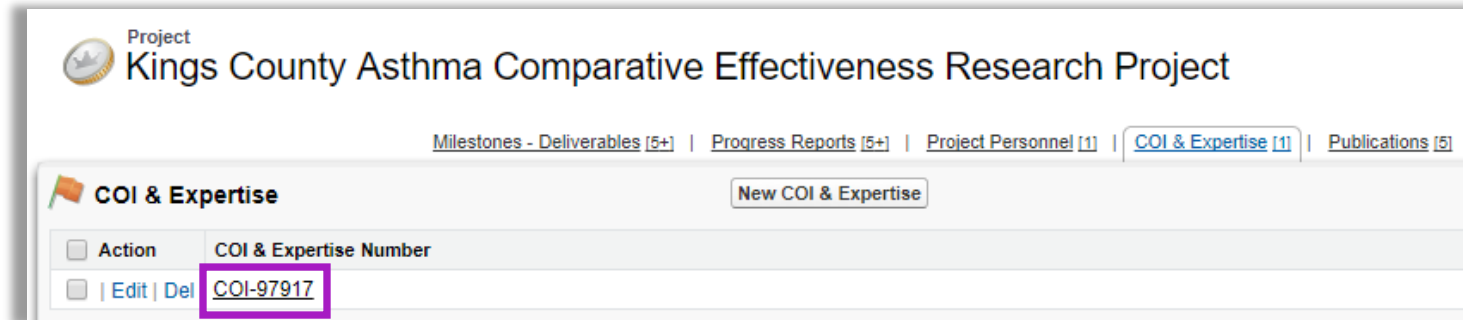 Project
Kings County Asthma Comparative Effectiveness Research Project
Milestones - Deliverables [5+] | Progress Reports [5+] | Project Personnel [1] | COI & Expertise [1] | Publications [5]
COI & Expertise New COI & Expertise
Action COI & Expertise Number
| Edit | Del COI-97917